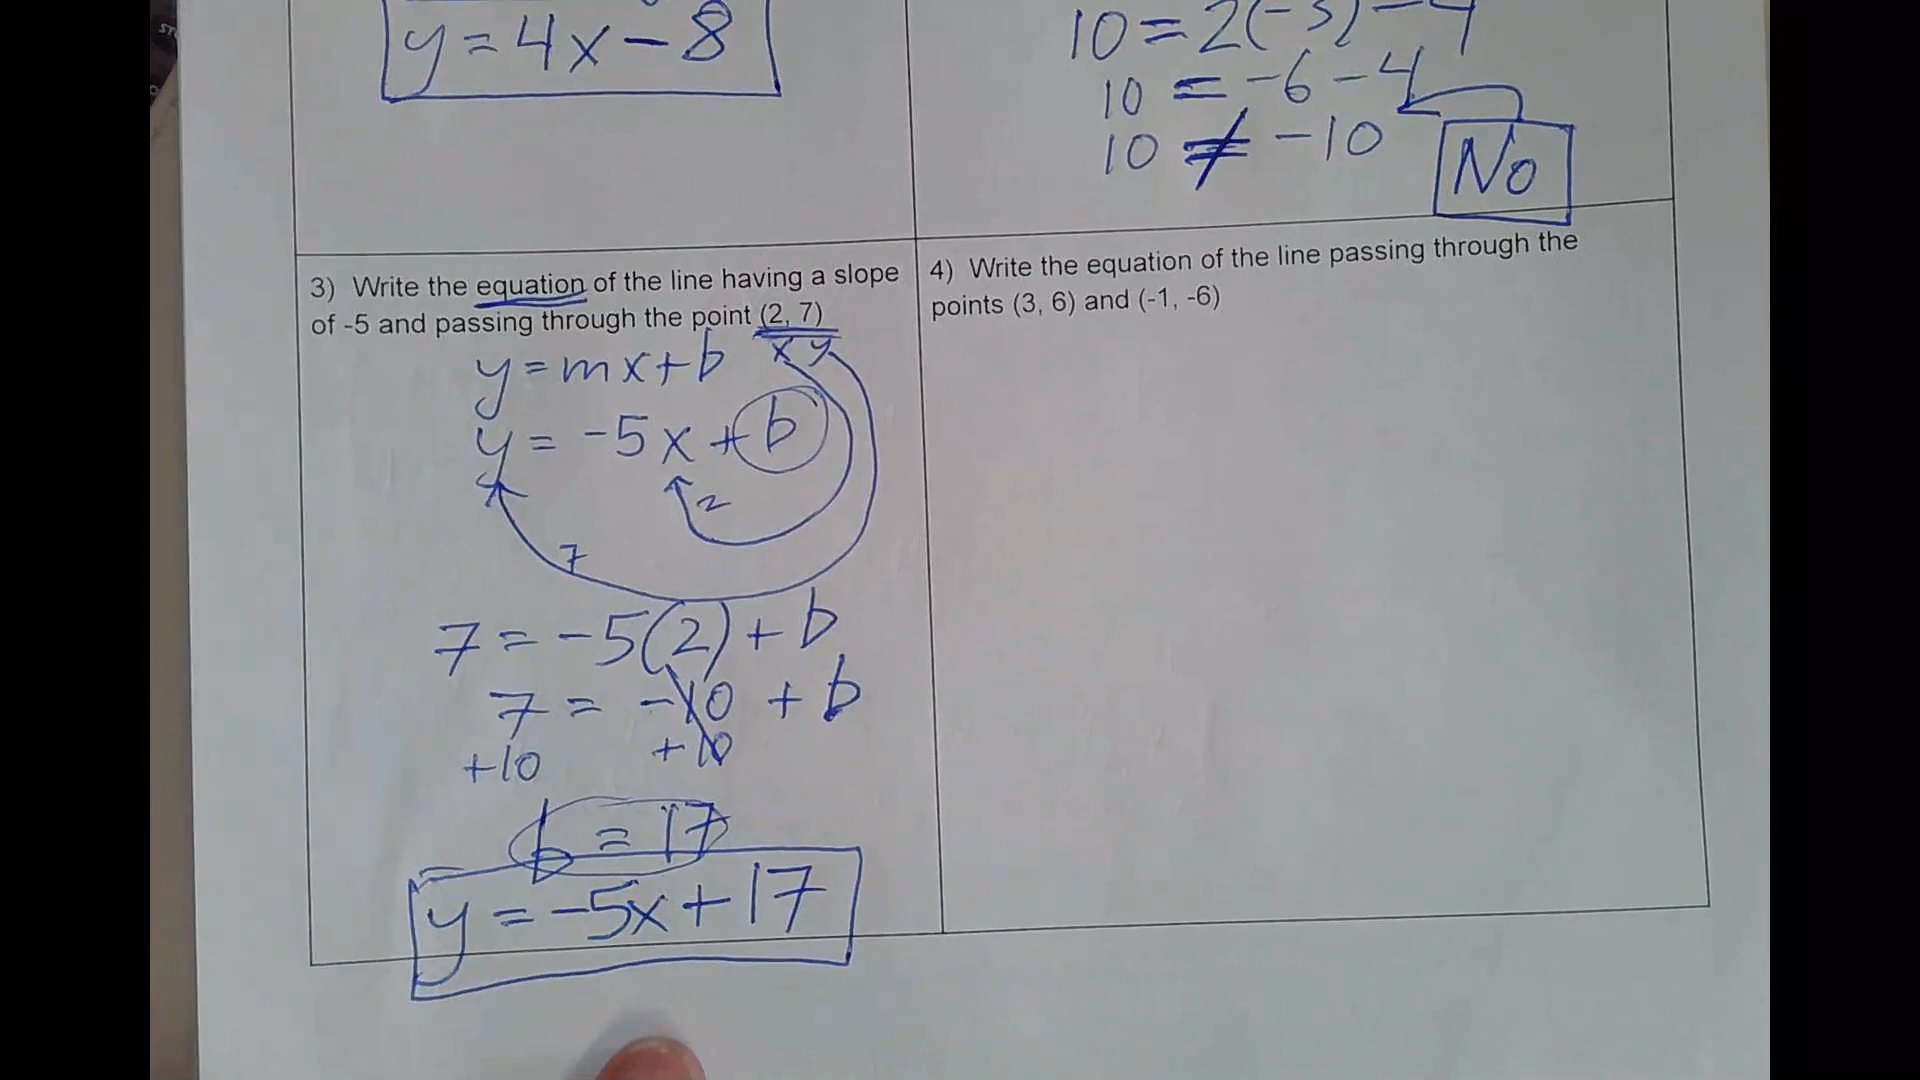 y = 4x - 8
10 = 2(-3) - 4
10 = -6 - 4
10 ≠ -10
No
3) Write the equation of the line having a slope
of -5 and passing through the point (2, 7)
x y
y = mx + b
y = -5x + b
2
7
7 = -5(2) + b
7 = -10 + b
+10 +10
b = 17
y = -5x + 17
4) Write the equation of the line passing through the
points (3, 6) and (-1, -6)